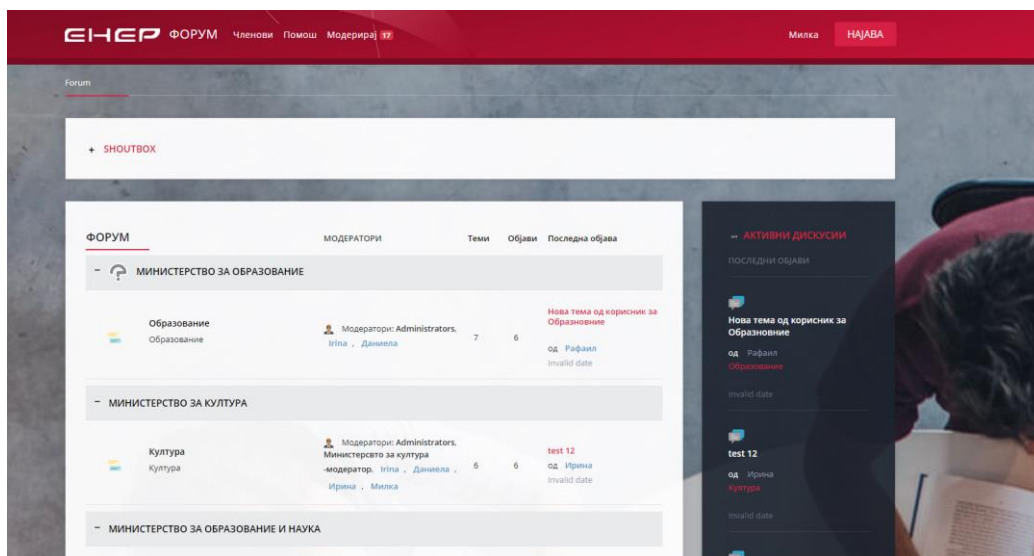 ЕНЕР ФОРУМ Членови Помош Модерирај 17 Милка НАЈАВА
Forum
+ SHOUTBOX
ФОРУМ МОДЕРАТОРИ Теми Објави Последна објава
− МИНИСТЕРСТВО ЗА ОБРАЗОВАНИЕ
Образование
Образование
Модератори: Administrators,
Irina , Даниела
7 6
Нова тема од корисник за
Образновние
од Рафаил
Invalid date
− МИНИСТЕРСТВО ЗА КУЛТУРА
Култура
Култура
Модератори: Administrators,
Министерсвто за култура
-модератор, Irina , Даниела ,
Ирина , Милка
6 6
test 12
од Ирина
Invalid date
− МИНИСТЕРСТВО ЗА ОБРАЗОВАНИЕ И НАУКА
АКТИВНИ ДИСКУСИИ
ПОСЛЕДНИ ОБЈАВИ
Нова тема од корисник за
Образновние
од Рафаил
Образование
Invalid date
test 12
од Ирина
Култура
Invalid date